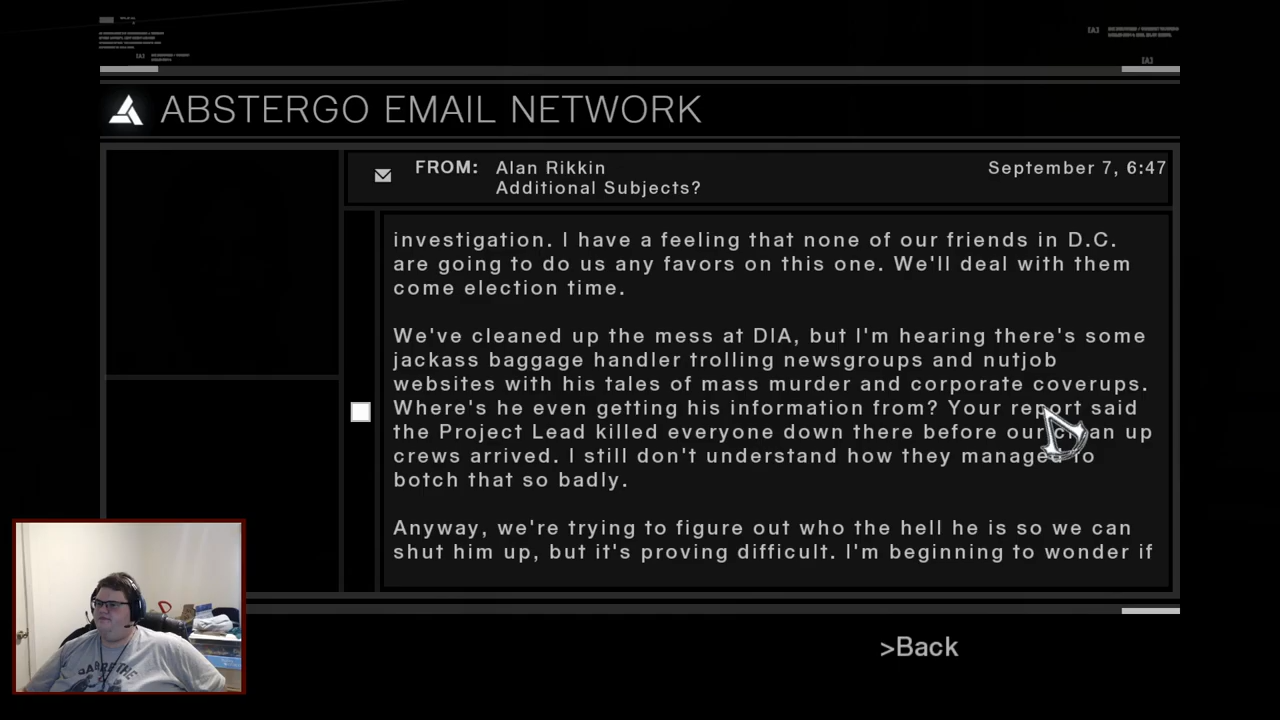 ABSTERGO EMAIL NETWORK
FROM: Alan Rikkin September 7, 6:47
Additional Subjects?
investigation. I have a feeling that none of our friends in D.C.
are going to do us any favors on this one. We'll deal with them
come election time.
We've cleaned up the mess at DIA, but I'm hearing there's some
jackass baggage handler trolling newsgroups and nutjob
websites with his tales of mass murder and corporate coverups.
Where's he even getting his information from? Your report said
the Project Lead killed everyone down there before our clean up
crews arrived. I still don't understand how they managed to
botch that so badly.
Anyway, we're trying to figure out who the hell he is so we can
shut him up, but it's proving difficult. I'm beginning to wonder if
>Back